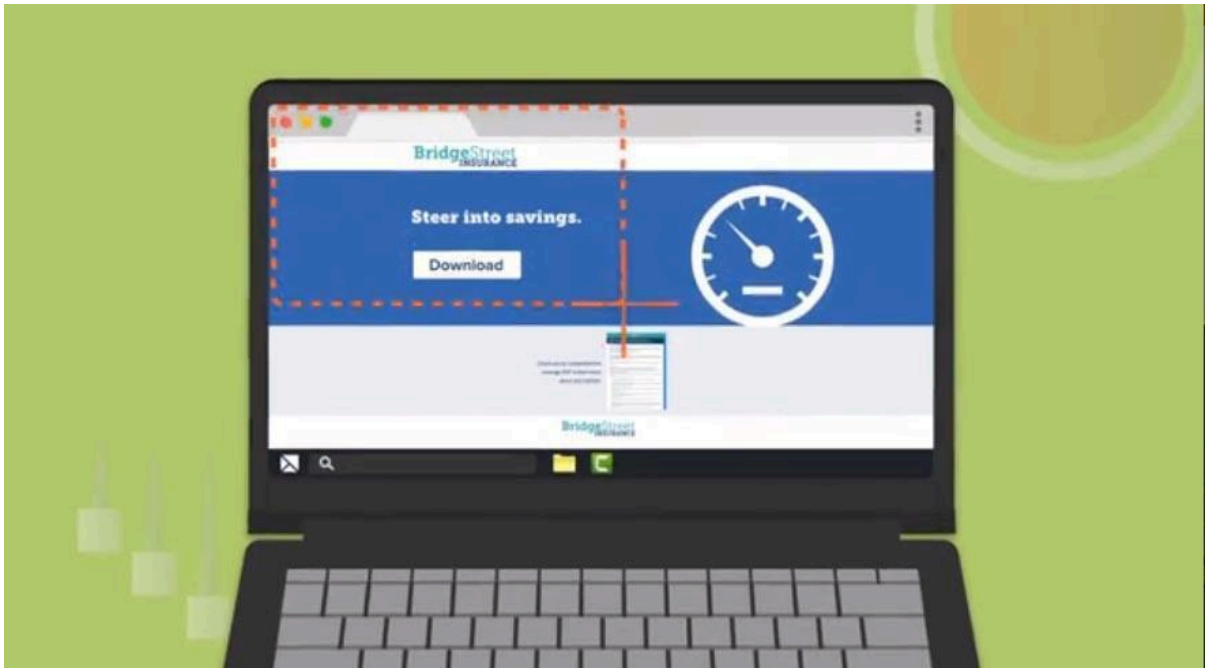 BridgeStreet
INSURANCE
Steer into savings.
Download
BridgeStreet
INSURANCE